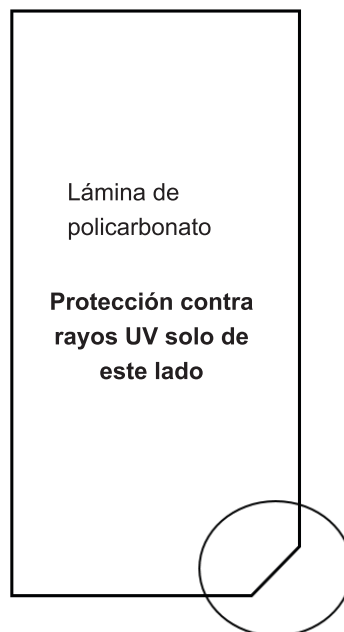 Lámina de
policarbonato
Protección contra
rayos UV solo de
este lado